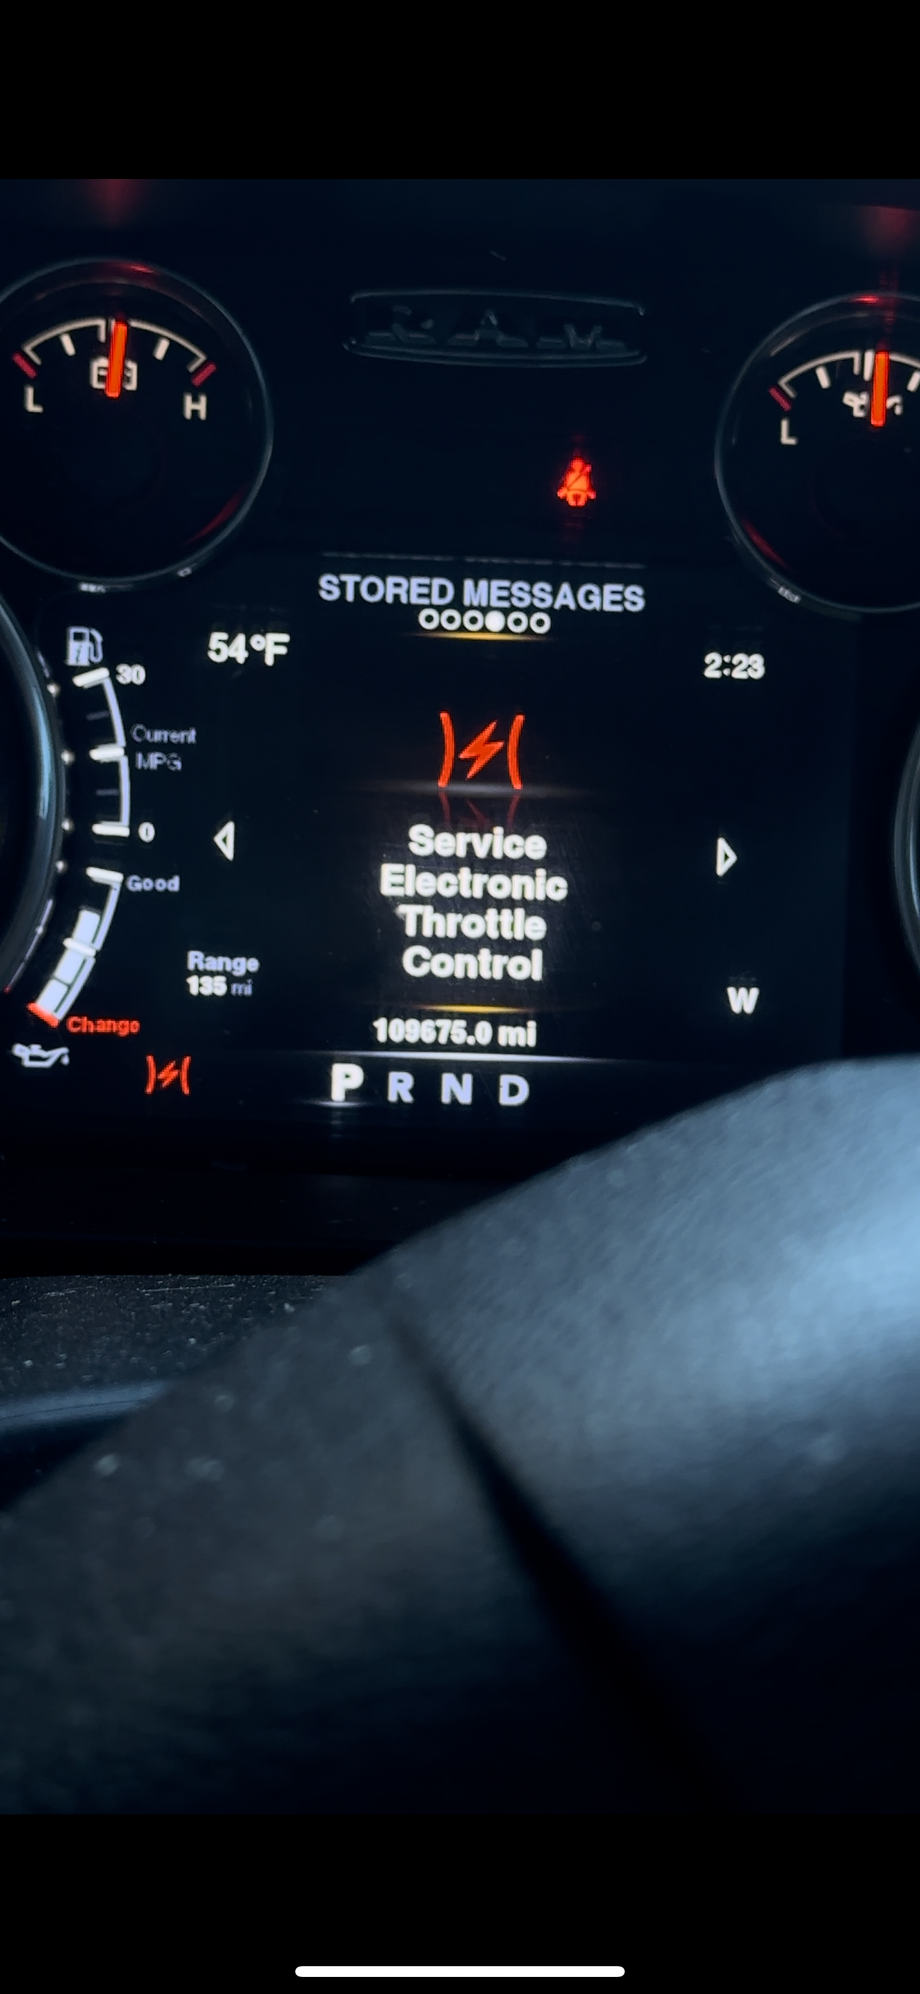 RAM
L
H
L
STORED MESSAGES
54°F
2:23
30
Current
MPG
0
Good
Service
Electronic
Throttle
Control
Range
135 mi
W
Change
109675.0 mi
P R N D